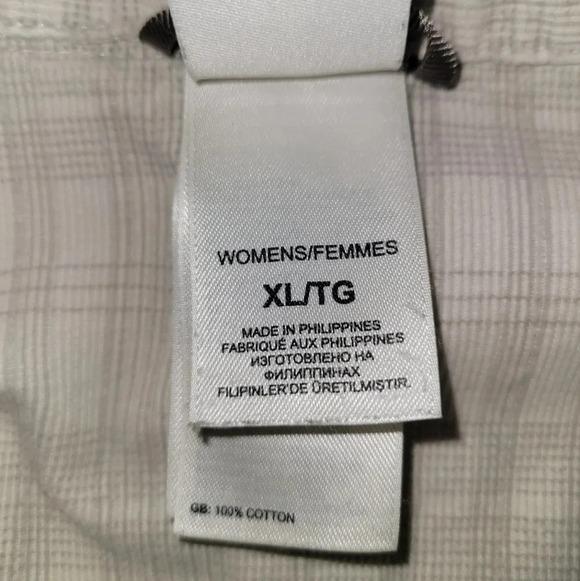 WOMENS/FEMMES
XL/TG
MADE IN PHILIPPINES
FABRIQUÉ AUX PHILIPPINES
ИЗГОТОВЛЕНО НА
ФИЛИППИНАХ
FILIPINLER'DE ÜRETILMIŞTIR.
GB: 100% COTTON